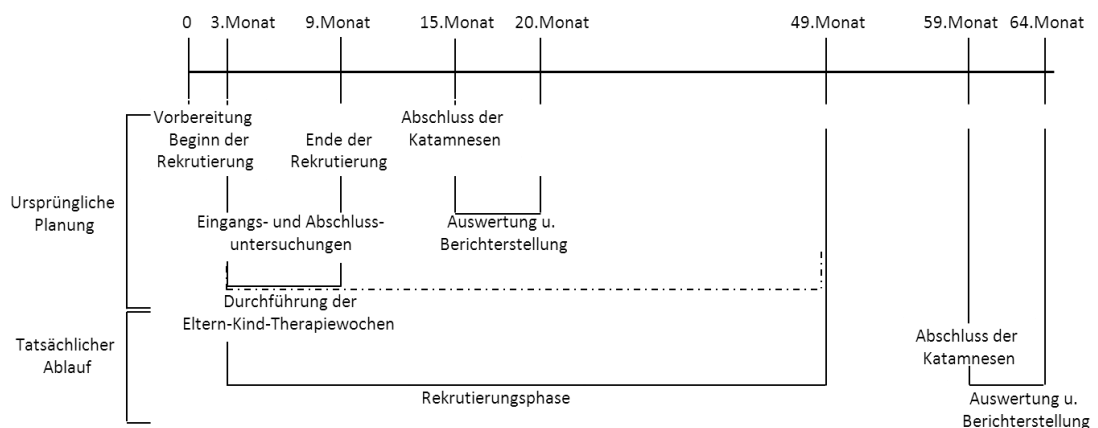 0
3.Monat
9.Monat
15.Monat
20.Monat
49.Monat
59.Monat
64.Monat
Ursprüngliche
Planung
Vorbereitung
Beginn der
Rekrutierung
Ende der
Rekrutierung
Abschluss der
Katamnesen
Eingangs- und Abschluss-
untersuchungen
Auswertung u.
Berichterstellung
Durchführung der
Eltern-Kind-Therapiewochen
Tatsächlicher
Ablauf
Rekrutierungsphase
Abschluss der
Katamnesen
Auswertung u.
Berichterstellung